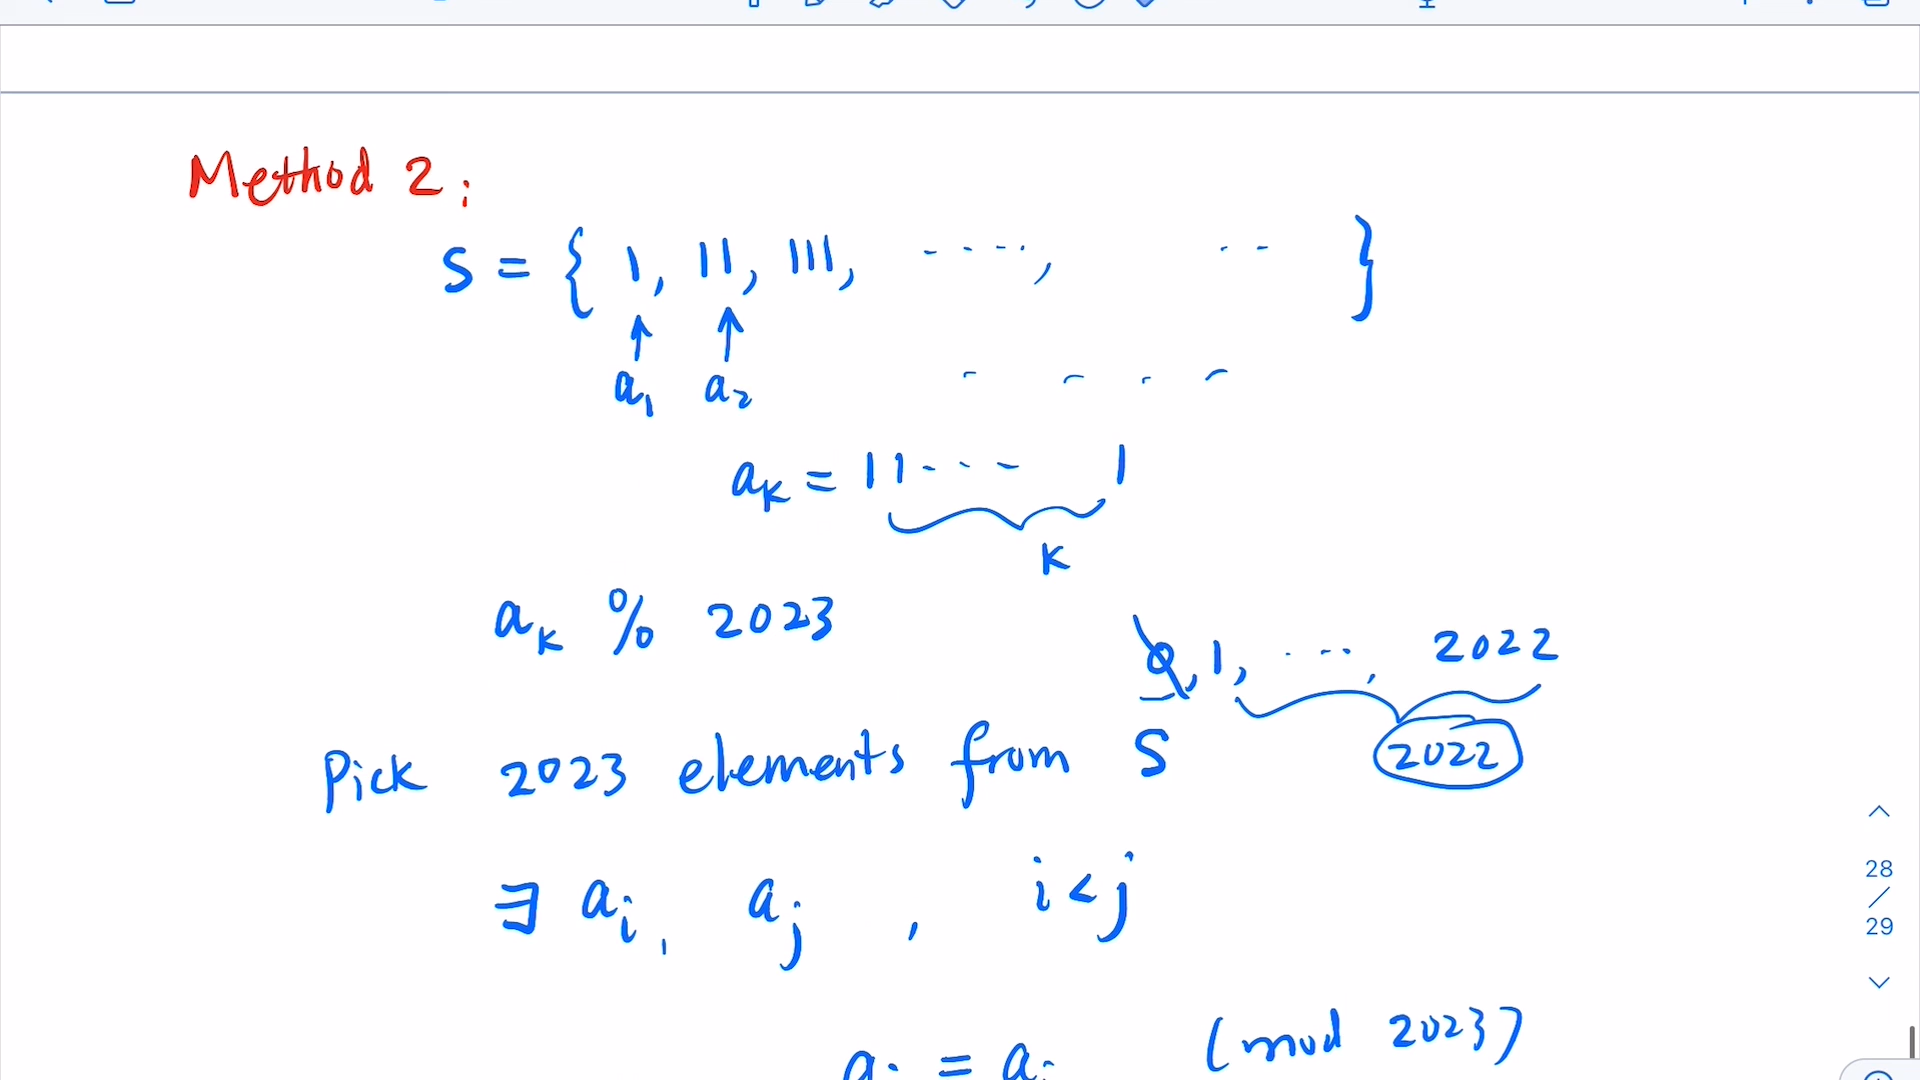 Method 2:
S = { 1, 11, 111, ...., .. }
a₁ a₂
aₖ = 11--- 1
K
aₖ % 2023
0, 1, ..., 2022
2022
Pick 2023 elements from S
∃ aᵢ, aⱼ, i < j
28
/
29
(mod 2023)